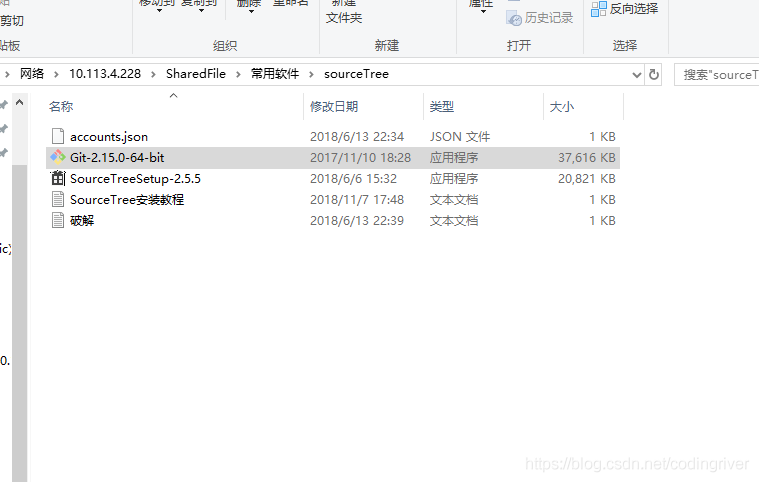 剪切
移动到 复制到 删除 重命名 新建 属性 反向选择
文件夹 历史记录
贴板 组织 新建 打开 选择
网络 10.113.4.228 SharedFile 常用软件 sourceTree 搜索"sourceT
名称 修改日期 类型 大小
accounts.json 2018/6/13 22:34 JSON 文件 1 KB
Git-2.15.0-64-bit 2017/11/10 18:28 应用程序 37,616 KB
SourceTreeSetup-2.5.5 2018/6/6 15:32 应用程序 20,821 KB
SourceTree安装教程 2018/11/7 17:48 文本文档 1 KB
破解 2018/6/13 22:39 文本文档 1 KB
ic)
0.
https://blog.csdn.net/codingriver